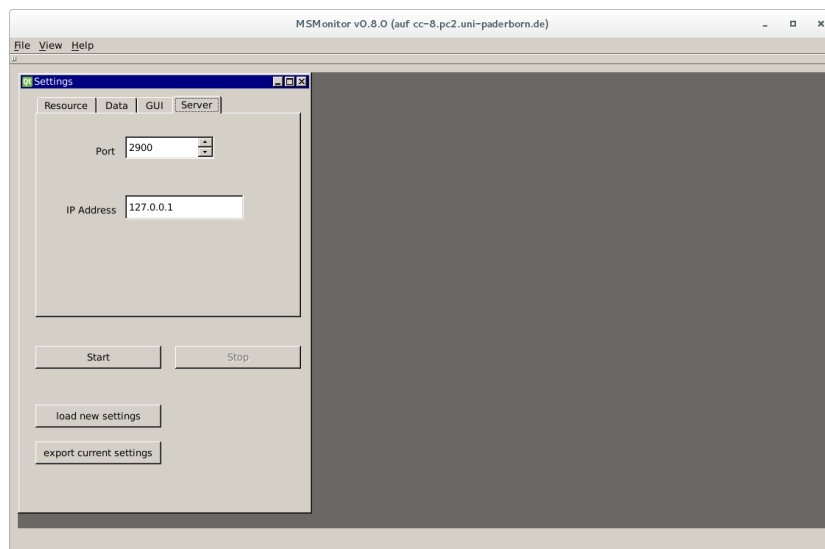 MSMonitor v0.8.0 (auf cc-8.pc2.uni-paderborn.de)
File View Help
Qt Settings
Resource Data GUI Server
Port 2900
IP Address 127.0.0.1
Start Stop
load new settings
export current settings